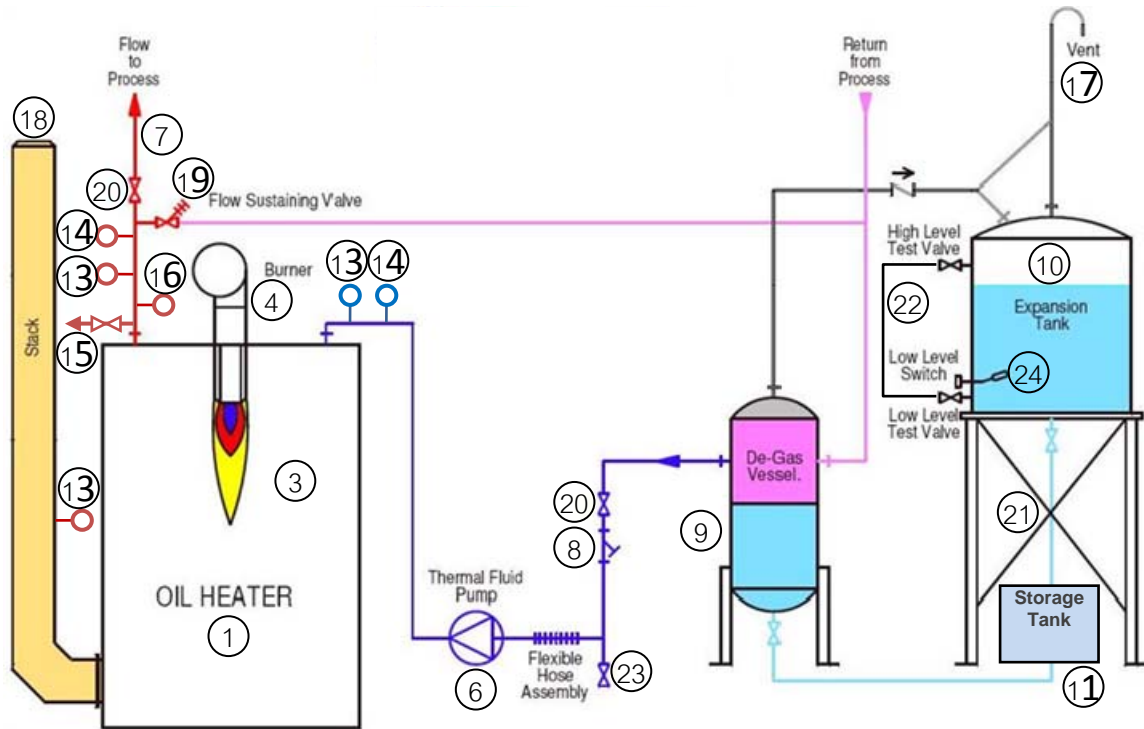 Flow
to
Process
Return
from
Process
Vent
17
18
7
20
19
Flow Sustaining Valve
14
13
16
Burner
4
13
14
15
High Level
Test Valve
10
22
Expansion
Tank
Low Level
Switch
24
Low Level
Test Valve
Stack
3
13
De-Gas
Vessel.
20
8
9
21
OIL HEATER
1
Thermal Fluid
Pump
6
Flexible
Hose
Assembly
23
Storage
Tank
11